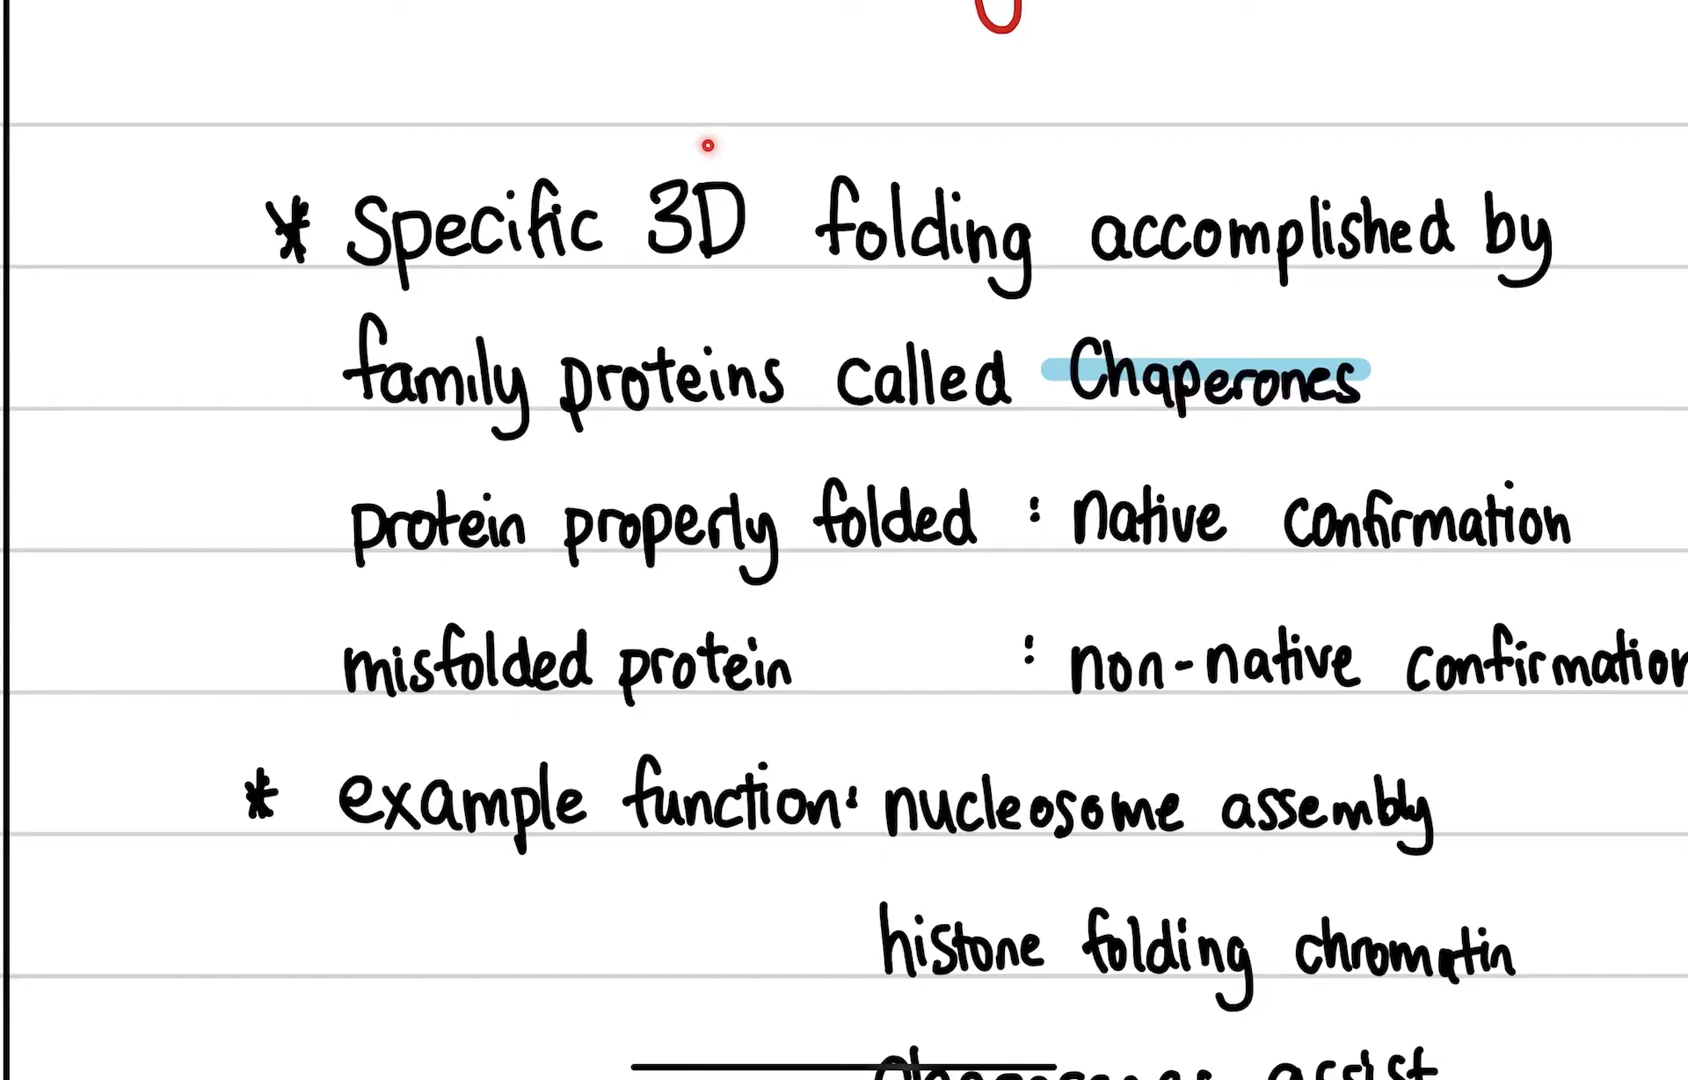 * Specific 3D folding accomplished by
family proteins called Chaperones
protein properly folded : native confirmation
misfolded protein : non-native confirmation
* example function: nucleosome assembly
histone folding chromatin
assist